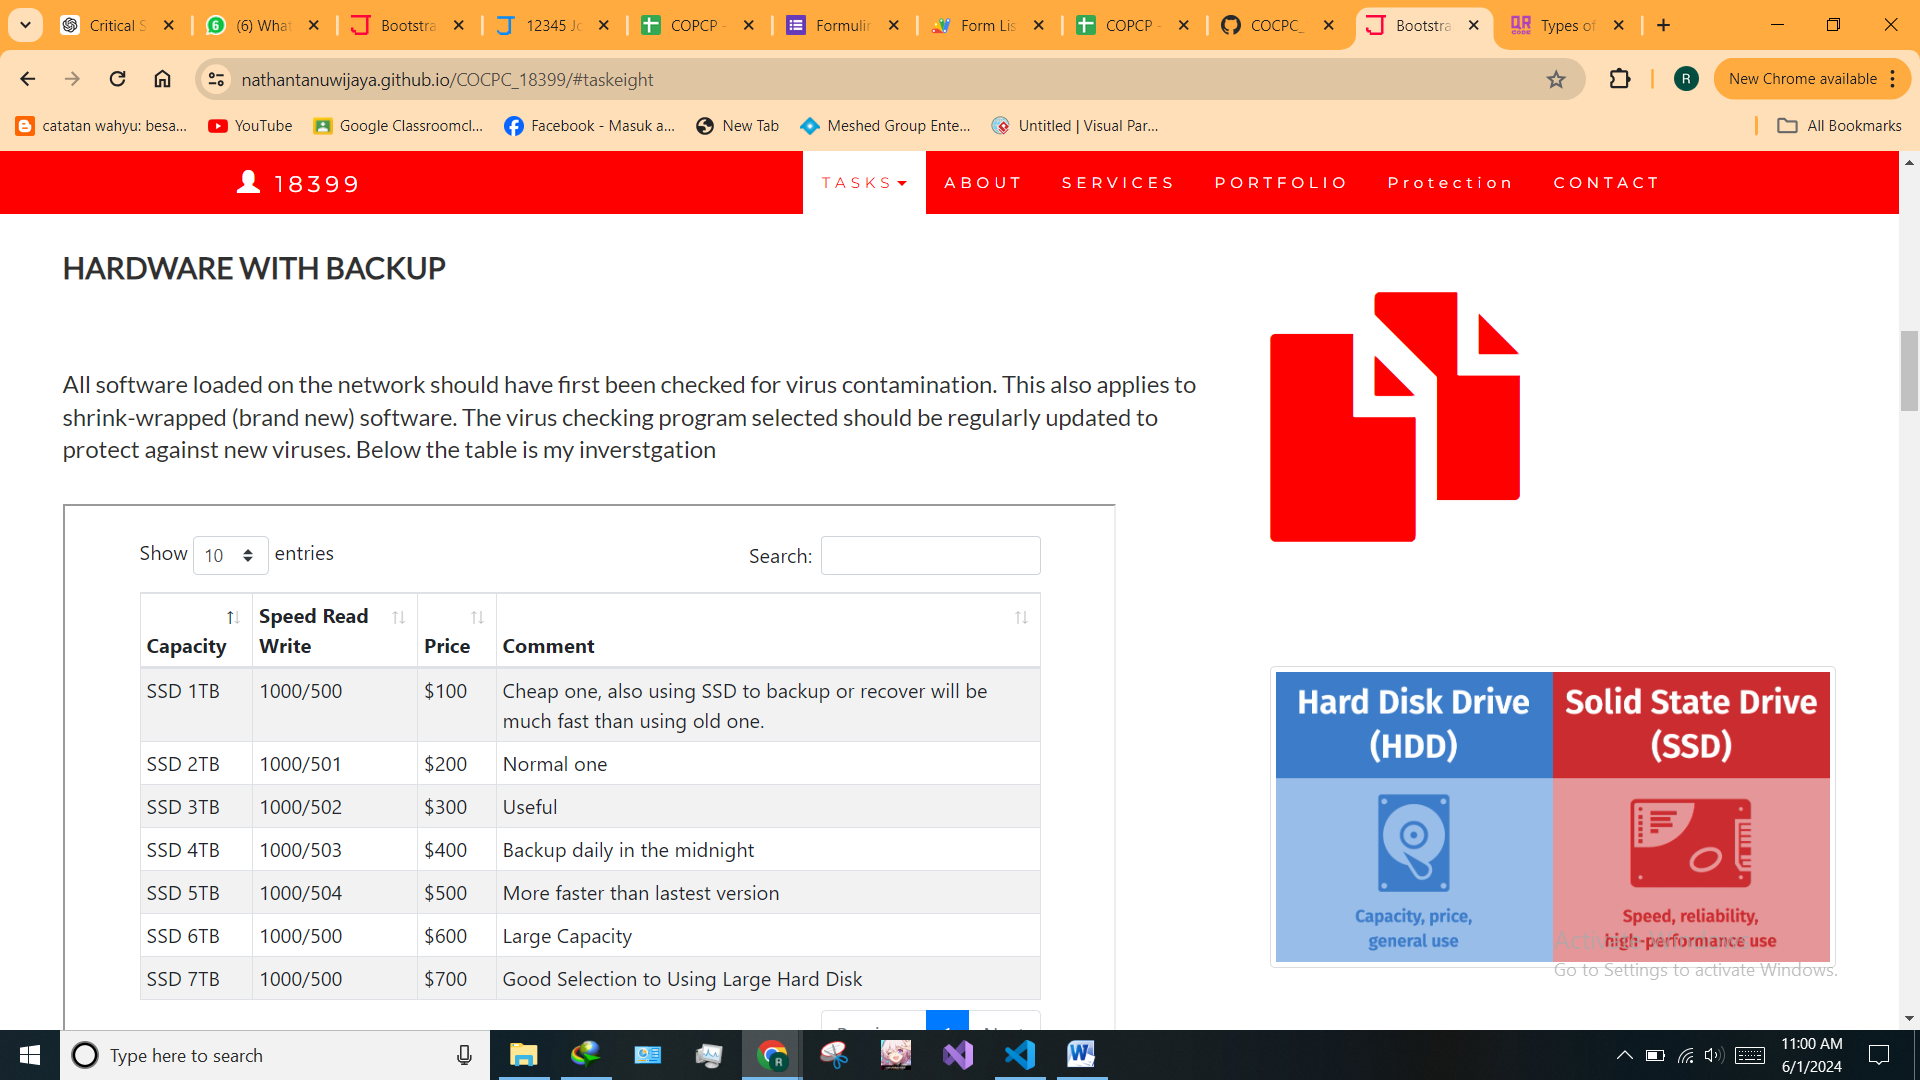 Critical S
6
(6) What
Bootstra
12345 Jo
COPCP -
Formulir
Form Lis
COPCP -
COCPC_
Bootstra
Types of
nathantanuwijaya.github.io/COCPC_18399/#taskeight
R
New Chrome available
catatan wahyu: besa...
YouTube
Google Classroomcl...
Facebook - Masuk a...
New Tab
Meshed Group Ente...
Untitled | Visual Par...
All Bookmarks
18399
TASKS
ABOUT
SERVICES
PORTFOLIO
Protection
CONTACT
HARDWARE WITH BACKUP
All software loaded on the network should have first been checked for virus contamination. This also applies to
shrink-wrapped (brand new) software. The virus checking program selected should be regularly updated to
protect against new viruses. Below the table is my inverstgation
Show 10 entries
Search:
Capacity
Speed Read
Write
Price
Comment
SSD 1TB 1000/500 $100 Cheap one, also using SSD to backup or recover will be
much fast than using old one.
SSD 2TB 1000/501 $200 Normal one
SSD 3TB 1000/502 $300 Useful
SSD 4TB 1000/503 $400 Backup daily in the midnight
SSD 5TB 1000/504 $500 More faster than lastest version
SSD 6TB 1000/500 $600 Large Capacity
SSD 7TB 1000/500 $700 Good Selection to Using Large Hard Disk
Hard Disk Drive
(HDD)
Solid State Drive
(SSD)
Capacity, price,
general use
Speed, reliability,
high-performance use
Activate Windows
Go to Settings to activate Windows.
Type here to search
11:00 AM
6/1/2024